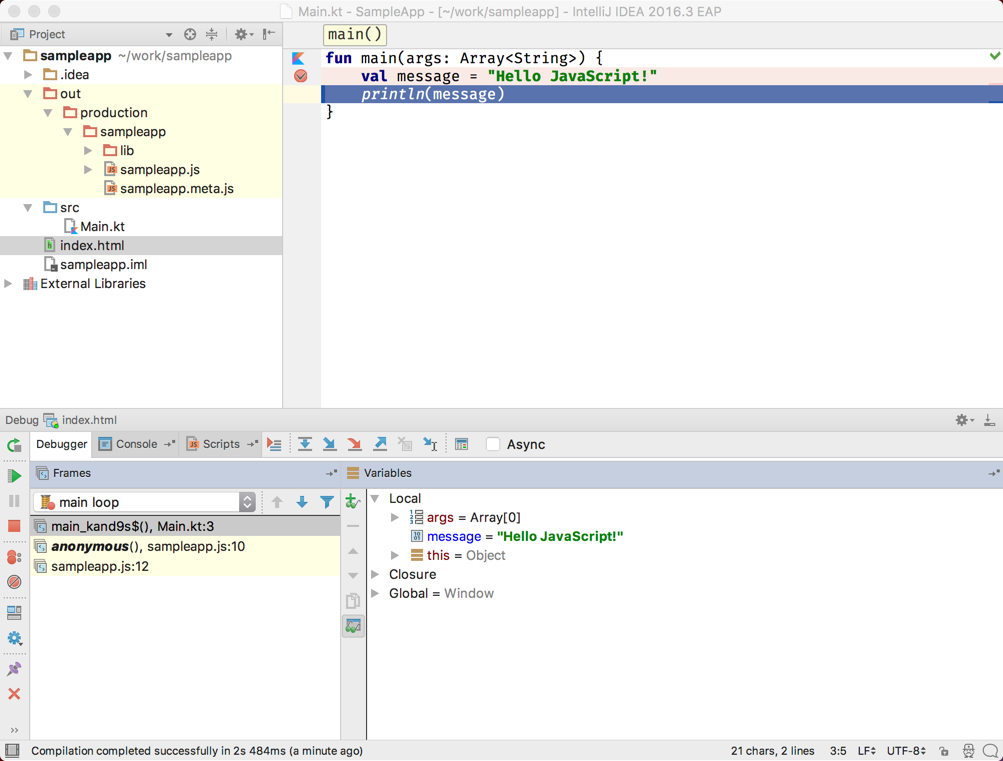 Main.kt - SampleApp - [~/work/sampleapp] - IntelliJ IDEA 2016.3 EAP
Project
main()
sampleapp ~/work/sampleapp
.idea
out
production
sampleapp
lib
sampleapp.js
sampleapp.meta.js
src
Main.kt
index.html
sampleapp.iml
External Libraries
fun main(args: Array<String>) {
val message = "Hello JavaScript!"
println(message)
}
Debug index.html
Debugger Console Scripts Async
Frames
main loop
main_kand9s$(), Main.kt:3
anonymous(), sampleapp.js:10
sampleapp.js:12
Variables
Local
args = Array[0]
message = "Hello JavaScript!"
this = Object
Closure
Global = Window
Compilation completed successfully in 2s 484ms (a minute ago) 21 chars, 2 lines 3:5 LF UTF-8